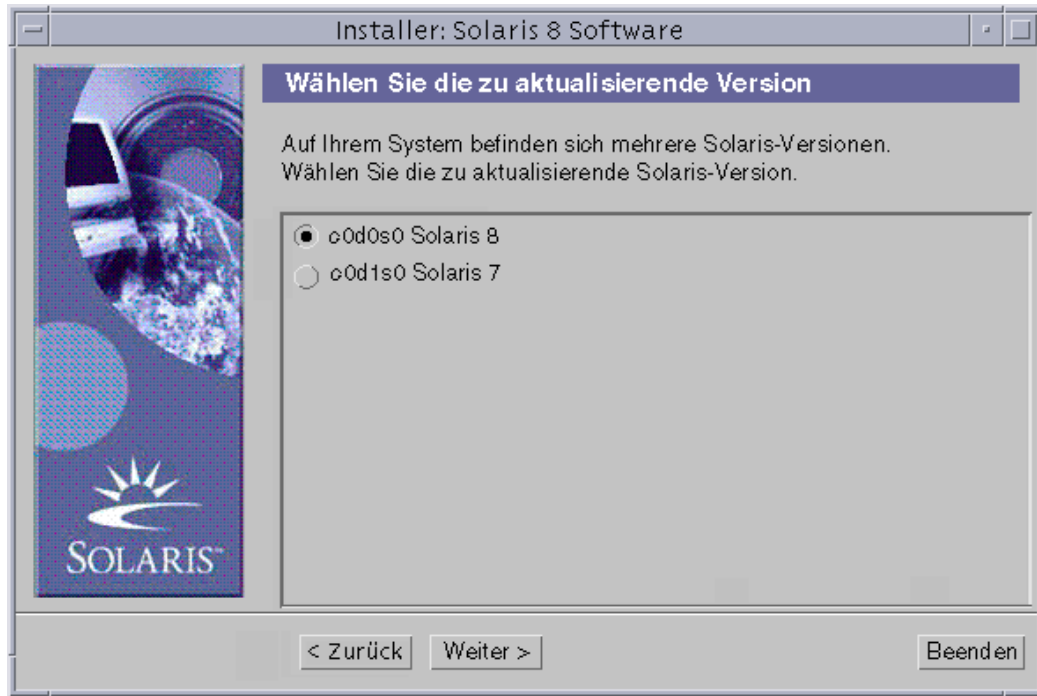 Installer: Solaris 8 Software
Wählen Sie die zu aktualisierende Version
Auf Ihrem System befinden sich mehrere Solaris-Versionen.
Wählen Sie die zu aktualisierende Solaris-Version.
c0d0s0 Solaris 8
c0d1s0 Solaris 7
SOLARIS™
< Zurück
Weiter >
Beenden